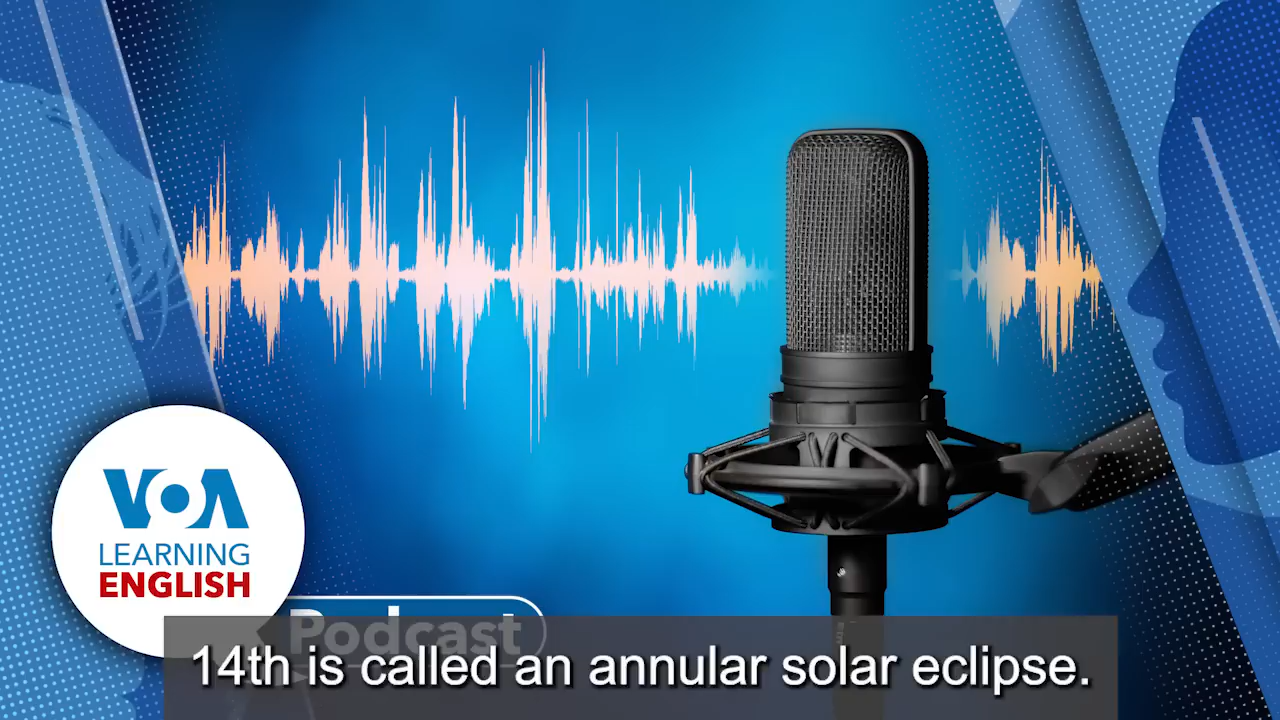 VOA
LEARNING
ENGLISH
Podcast
14th is called an annular solar eclipse.